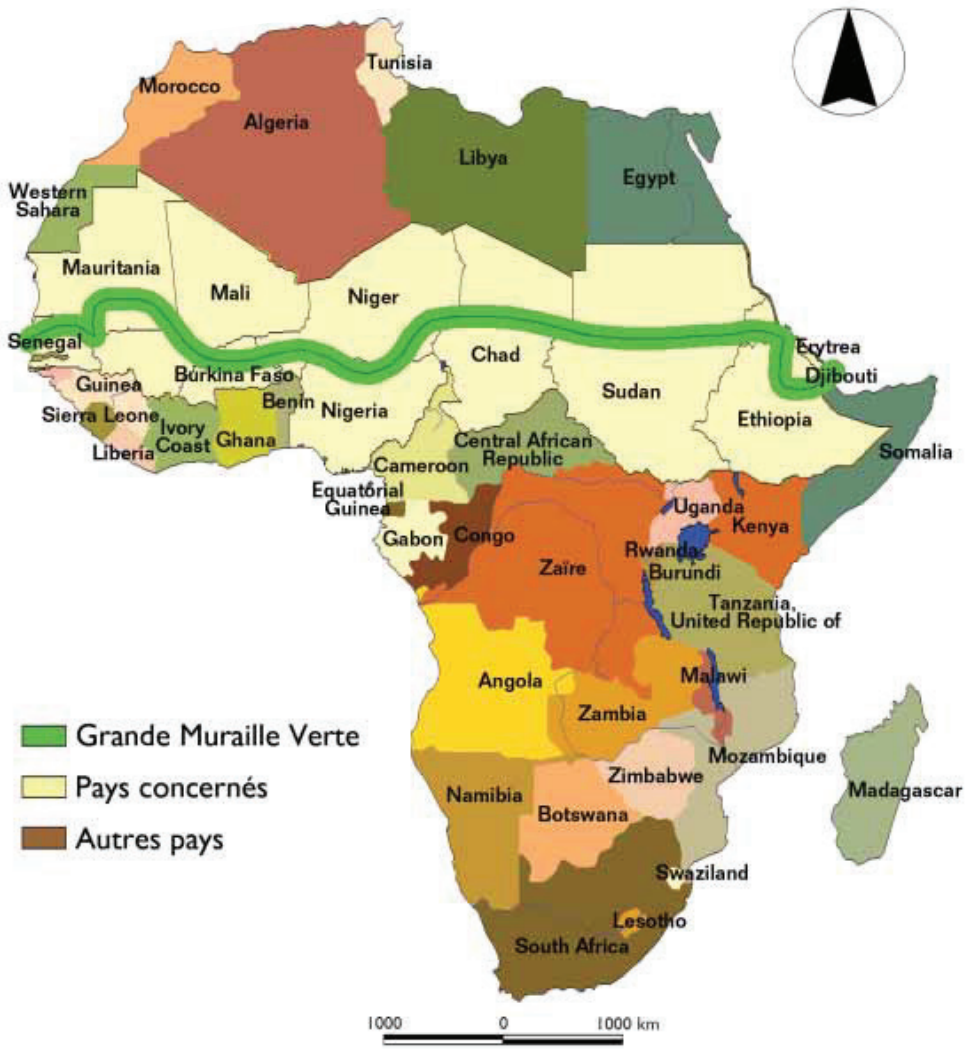 Tunisia
Morocco
Algeria
Libya
Egypt
Western
Sahara
Mauritania
Mali
Niger
Senegal
Chad
Erytrea
Djibouti
Burkina Faso
Guinea
Benin
Nigeria
Sudan
Ethiopia
Sierra Leone
Ivory
Coast
Ghana
Liberia
Central African
Republic
Somalia
Cameroon
Equatorial
Guinea
Uganda
Kenya
Gabon
Congo
Zaïre
Rwanda
Burundi
Tanzania,
United Republic of
Angola
Malawi
Zambia
Mozambique
Zimbabwe
Madagascar
Namibia
Botswana
Swaziland
Lesotho
South Africa
Grande Muraille Verte
Pays concernés
Autres pays
1000 0 1000 km